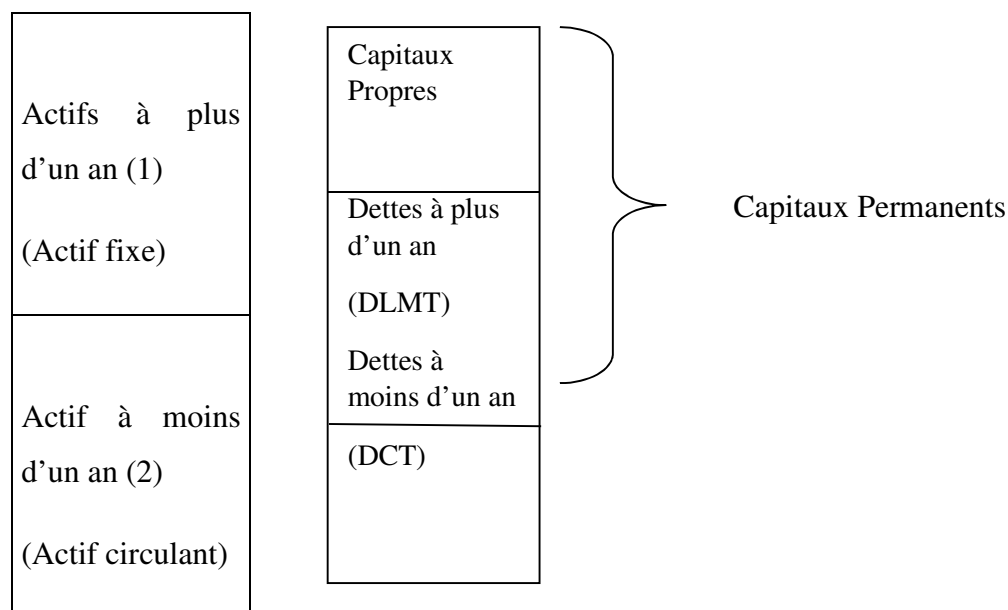 Actifs à plus
d'un an (1)
(Actif fixe)
Actif à moins
d'un an (2)
(Actif circulant)
Capitaux
Propres
Dettes à plus
d'un an
(DLMT)
Dettes à
moins d'un an
(DCT)
Capitaux Permanents